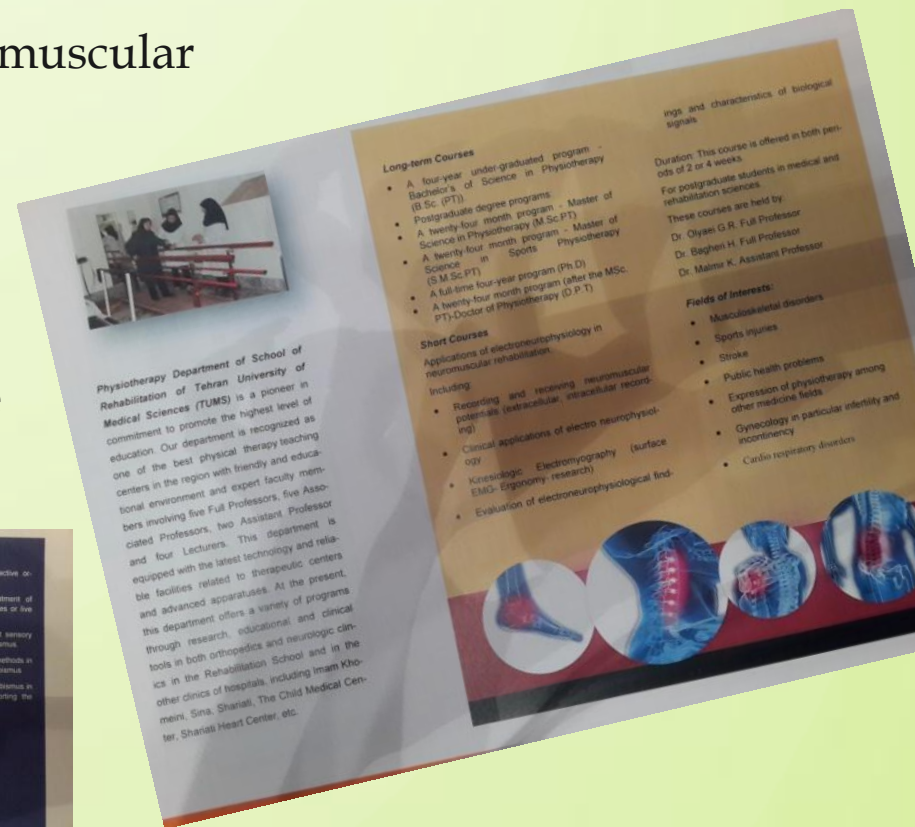 muscular
Physiotherapy Department of School of
Rehabilitation of Tehran University of
Medical Sciences (TUMS) is a pioneer in
commitment to promote the highest level of
education. Our department is recognized as
one of the best physical therapy teaching
centers in the region with friendly and educa-
tional environment and expert faculty mem-
bers involving five Full Professors, five Asso-
ciated Professors, two Assistant Professor
and four Lecturers. This department is
equipped with the latest technology and relia-
ble facilities related to therapeutic centers
and advanced apparatuses. At the present,
this department offers a variety of programs
through research, educational and clinical
tools in both orthopedics and neurologic clin-
ics in the Rehabilitation School and in the
other clinics of hospitals, including Imam Kho-
meini, Sina, Shariati, The Child Medical Cen-
ter, Shariati Heart Center, etc.
Long-term Courses
• A four-year under-graduated program -
Bachelor's of Science in Physiotherapy
(B.Sc. (PT))
• Postgraduate degree programs:
• A twenty-four month program - Master of
Science in Physiotherapy (M.Sc.PT)
• A twenty-four month program - Master of
Science in Sports Physiotherapy
(S.M.Sc.PT)
• A full-time four-year program (Ph.D)
• A twenty-four month program (after the MSc.
PT)-Doctor of Physiotherapy (D.P.T)
Short Courses
Applications of electroneurophysiology in
neuromuscular rehabilitation.
Including:
• Recording and receiving neuromuscular
potentials (extracellular, intracellular record-
ing)
• Clinical applications of electro neurophysiol-
ogy
• Kinesiologic Electromyography (surface
EMG- Ergonomy- research)
• Evaluation of electroneurophysiological find-
ings and characteristics of biological
signals
Duration: This course is offered in both peri-
ods of 2 or 4 weeks.
For postgraduate students in medical and
rehabilitation sciences.
These courses are held by:
Dr. Olyaei G.R. Full Professor
Dr. Bagheri H. Full Professor
Dr. Malmir K. Assistant Professor
Fields of Interests:
• Musculoskeletal disorders
• Sports injuries
• Stroke
• Public health problems
• Expression of physiotherapy among
other medicine fields
• Gynecology in particular infertility and
incontinency
• Cardio respiratory disorders
ctive or-
tment of
es or live
sensory
ethods in
bismus in
orting the